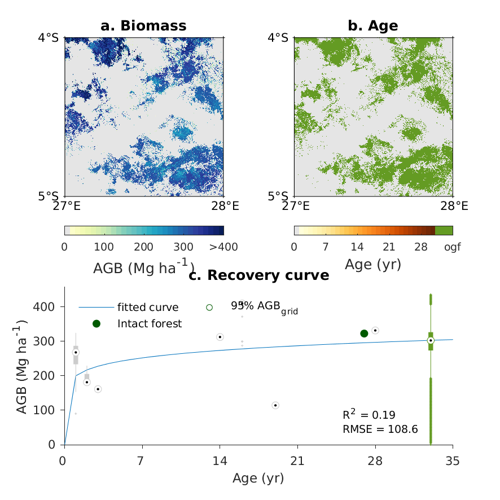 a. Biomass
b. Age
4°S
5°S
27°E
28°E
4°S
5°S
27°E
28°E
0 100 200 300 >400
AGB (Mg ha-1)
0 7 14 21 28 ogf
Age (yr)
c. Recovery curve
fitted curve
Intact forest
95% AGBgrid
400
300
200
100
0
AGB (Mg ha-1)
R2 = 0.19
RMSE = 108.6
0 7 14 21 28 35
Age (yr)